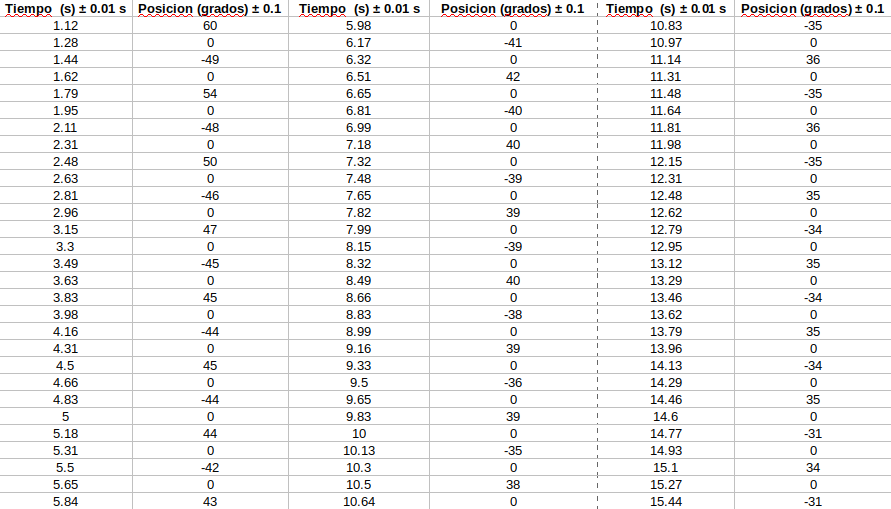 Tiempo (s) ± 0.01 s Posicion (grados) ± 0.1 Tiempo (s) ± 0.01 s Posicion (grados) ± 0.1 Tiempo (s) ± 0.01 s Posicion (grados) ± 0.1
1.12 60 5.98 0 10.83 -35
1.28 0 6.17 -41 10.97 0
1.44 -49 6.32 0 11.14 36
1.62 0 6.51 42 11.31 0
1.79 54 6.65 0 11.48 -35
1.95 0 6.81 -40 11.64 0
2.11 -48 6.99 0 11.81 36
2.31 0 7.18 40 11.98 0
2.48 50 7.32 0 12.15 -35
2.63 0 7.48 -39 12.31 0
2.81 -46 7.65 0 12.48 35
2.96 0 7.82 39 12.62 0
3.15 47 7.99 0 12.79 -34
3.3 0 8.15 -39 12.95 0
3.49 -45 8.32 0 13.12 35
3.63 0 8.49 40 13.29 0
3.83 45 8.66 0 13.46 -34
3.98 0 8.83 -38 13.62 0
4.16 -44 8.99 0 13.79 35
4.31 0 9.16 39 13.96 0
4.5 45 9.33 0 14.13 -34
4.66 0 9.5 -36 14.29 0
4.83 -44 9.65 0 14.46 35
5 0 9.83 39 14.6 0
5.18 44 10 0 14.77 -31
5.31 0 10.13 -35 14.93 0
5.5 -42 10.3 0 15.1 34
5.65 0 10.5 38 15.27 0
5.84 43 10.64 0 15.44 -31